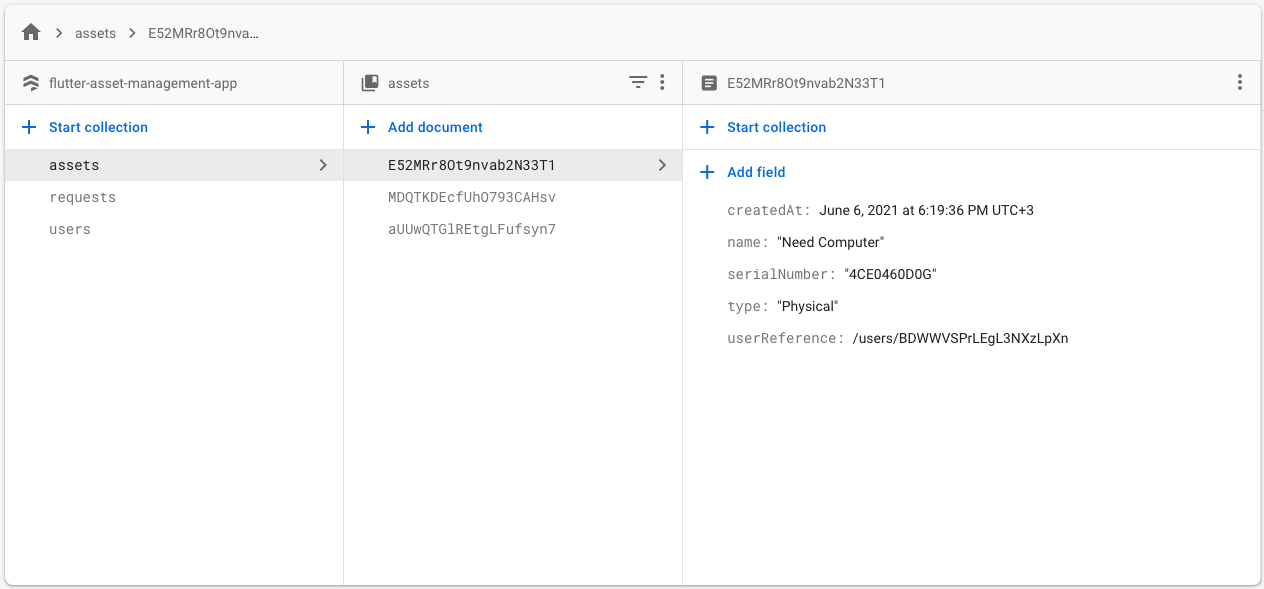 assets
E52MRr8Ot9nva...
flutter-asset-management-app
assets
E52MRr8Ot9nvab2N33T1
Start collection
Add document
Start collection
assets
requests
users
E52MRr8Ot9nvab2N33T1
MDQTKDEcfUhO793CAHsv
aUUwQTGlREtgLFufsyn7
Add field
createdAt: June 6, 2021 at 6:19:36 PM UTC+3
name: "Need Computer"
serialNumber: "4CE0460D0G"
type: "Physical"
userReference: /users/BDWWVSPrLEgL3NXzLpXn